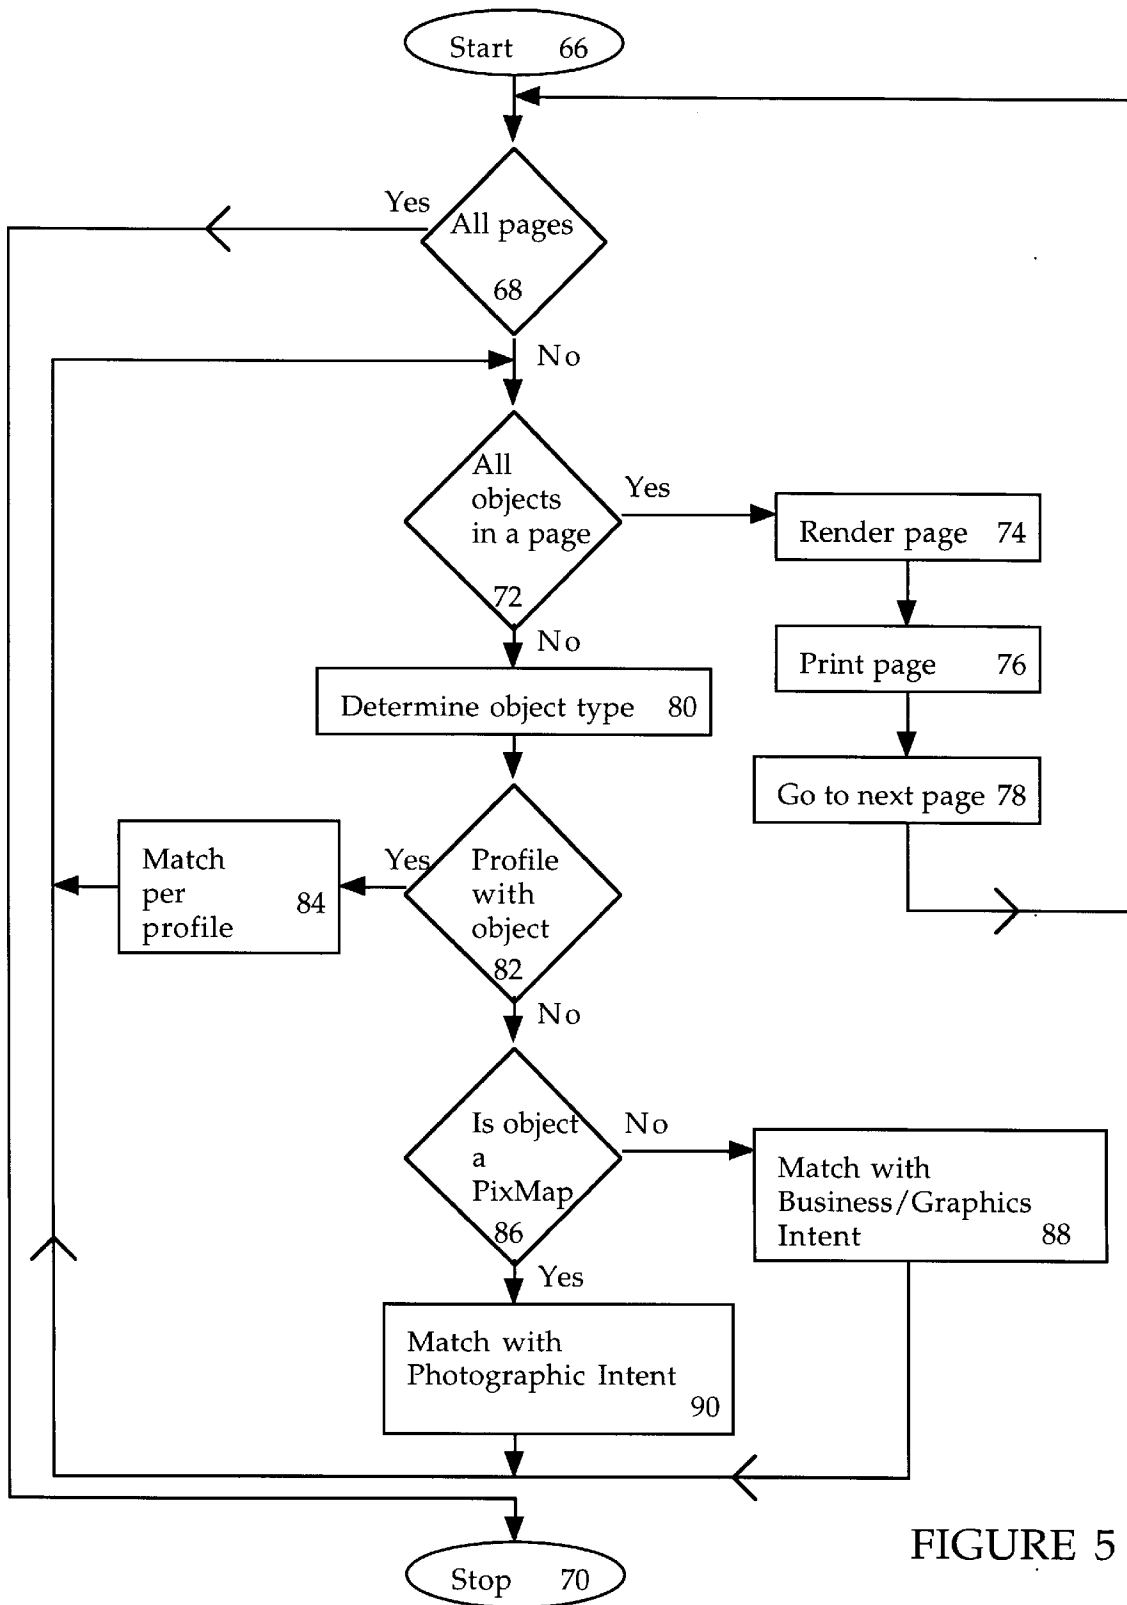 Start 66
Yes
All pages
68
No
All
objects
in a page
72
Yes
Render page 74
No
Print page 76
Determine object type 80
Go to next page 78
Match
per
profile
84
Yes
Profile
with
object
82
No
Is object
a
PixMap
86
No
Match with
Business/Graphics
Intent 88
Yes
Match with
Photographic Intent
90
FIGURE 5
Stop 70